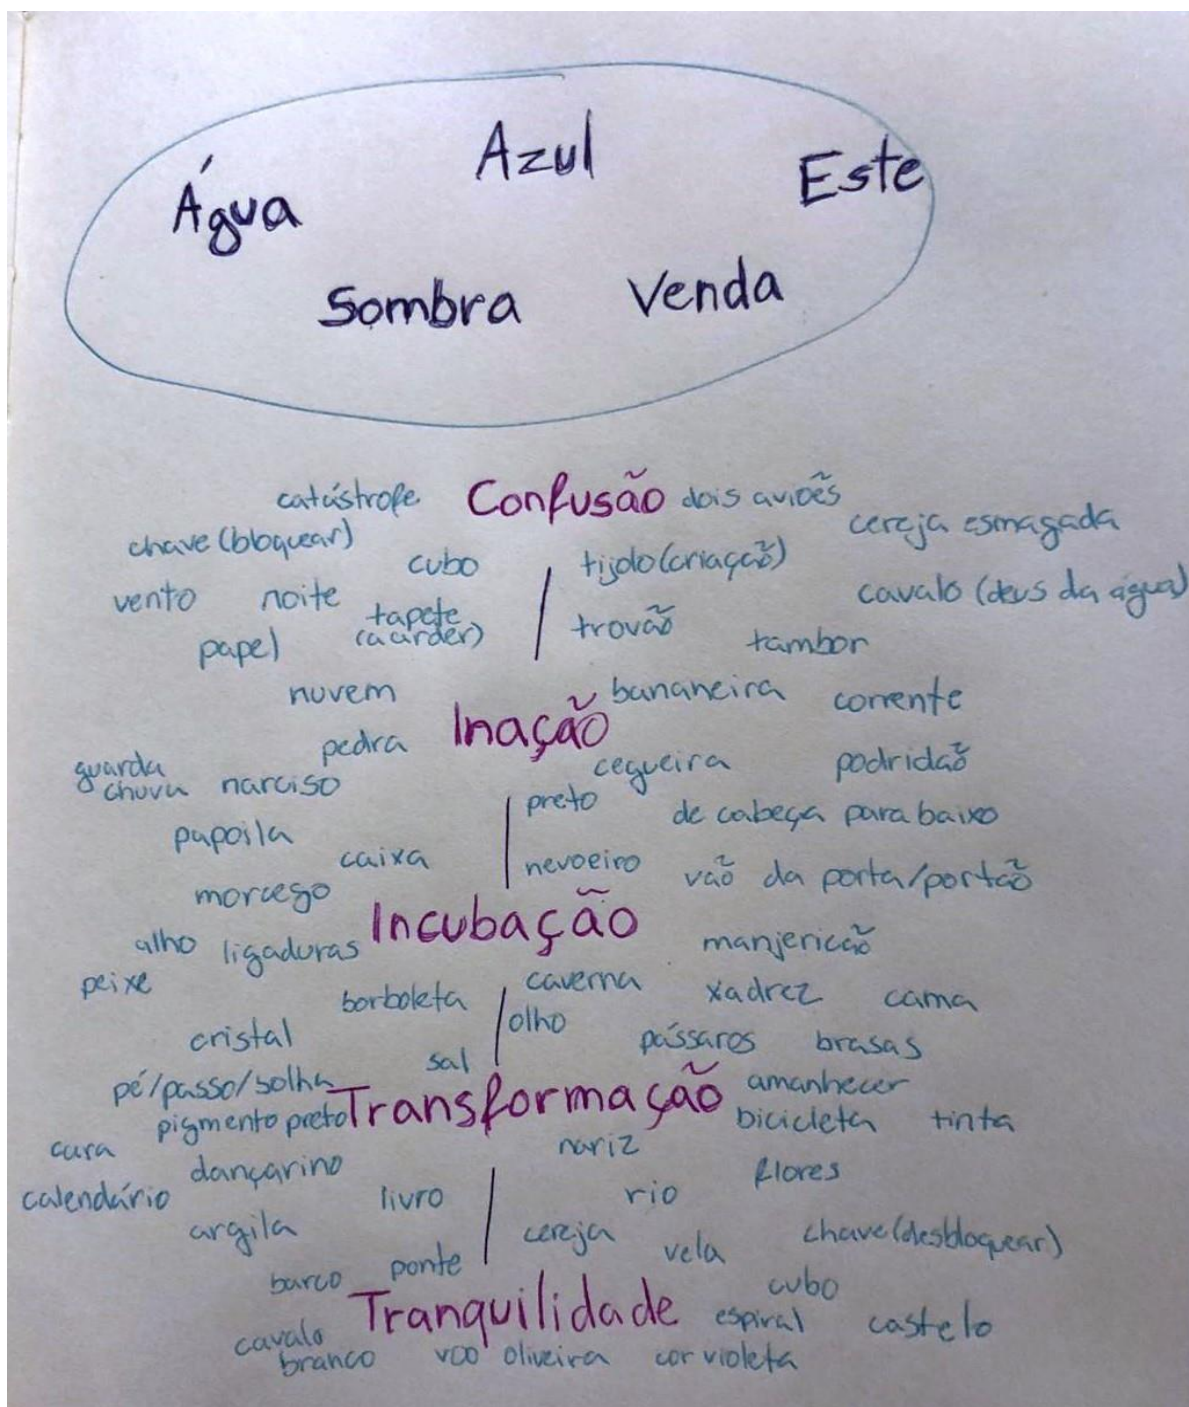 Azul
Água Este
Sombra Venda
catástrofe Confusão dois aviões
chave (bloquear) cereja esmagada
cubo tijolo (criação)
vento noite tapete cavalo (deus da água)
papel (a arder) trovão tambor
nuvem bananeira corrente
pedra Inação
guarda chuva narciso cegueira podridão
papoila preto de cabeça para baixo
caixa nevoeiro vão da porta/portão
morcego
Incubação
alho ligaduras manjericão
peixe borboleta caverna xadrez cama
cristal olho pássaros brasas
sal
pé/passo/solha Transformação amanhecer
pigmento preto bicicleta tinta
cara dançarino nariz flores
calendário livro rio
argila cereja vela chave (desbloquear)
barco ponte cubo
Tranquilidade espiral castelo
cavalo branco voo oliveira cor violeta